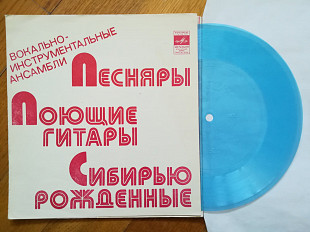 ВОКАЛЬНО-
ИНСТРУМЕНТАЛЬНЫЕ
АНСАМБЛИ
ПЕСНЯРЫ
ПОЮЩИЕ
ГИТАРЫ
СИБИРЬЮ
РОЖДЕННЫЕ